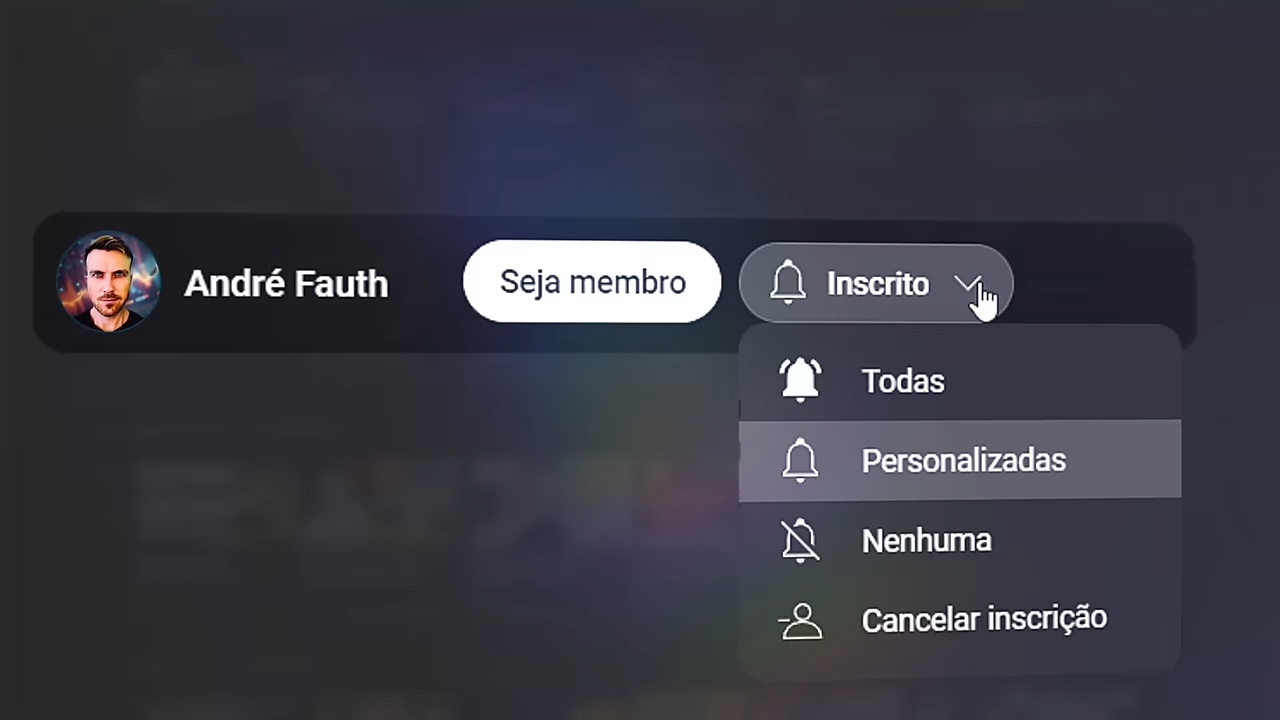 André Fauth
Seja membro
Inscrito
Todas
Personalizadas
Nenhuma
Cancelar inscrição